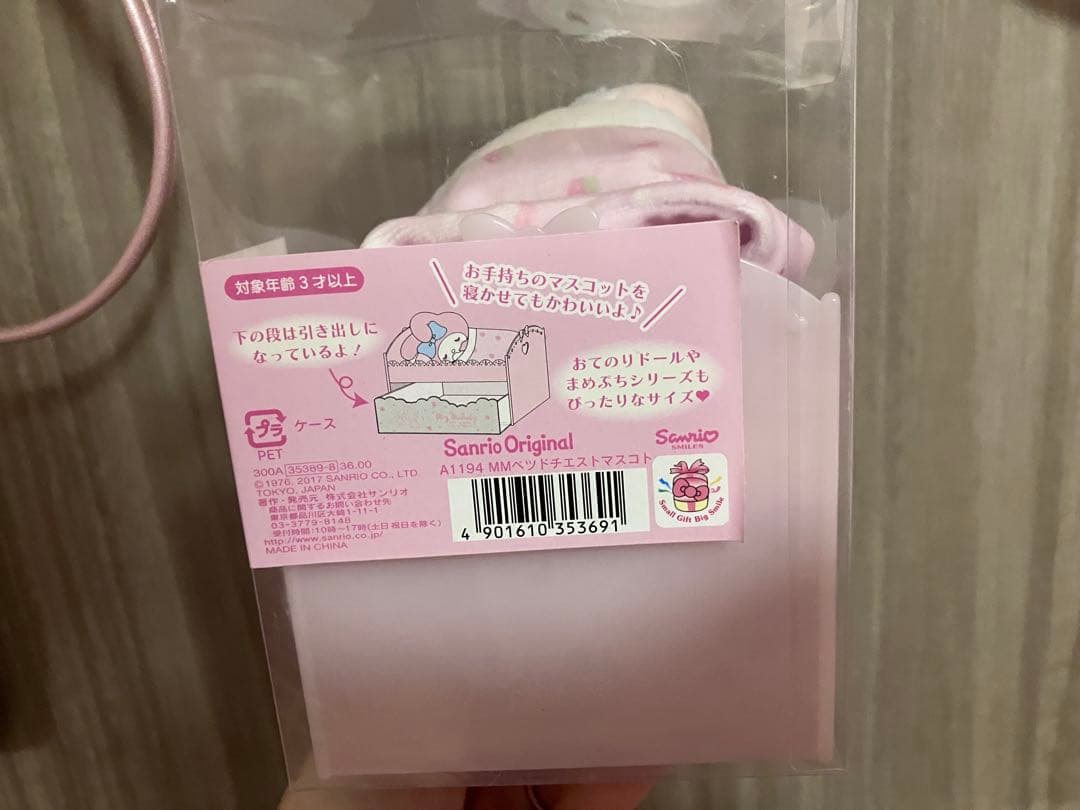 対象年齢3才以上
お手持ちのマスコットを
寝かせてもかわいいよ♪
下の段は引き出しに
なっているよ!
おてのりドールや
まめぷちシリーズも
ぴったりなサイズ♥
プラ
PET
ケース
Sanrio Original
A1194 MMベッドチェストマスコット
Sanrio
SMILES
300A 35389-8 36.00
©1976, 2017 SANRIO CO., LTD.
TOKYO, JAPAN
著作・発売元 株式会社サンリオ
商品に関するお問い合わせ先
東京都品川区大崎1-11-1
03-3779-8148
受付時間:10時~17時(土日祝日を除く)
http://www.sanrio.co.jp/
MADE IN CHINA
4 901610 353691
Small Gift Big Smile